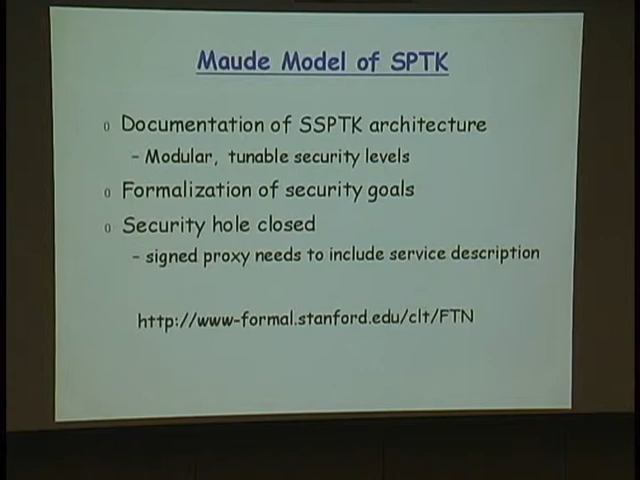 Maude Model of SPTK
Documentation of SSPTK architecture
- Modular, tunable security levels
Formalization of security goals
Security hole closed
- signed proxy needs to include service description
http://www-formal.stanford.edu/clt/FTN